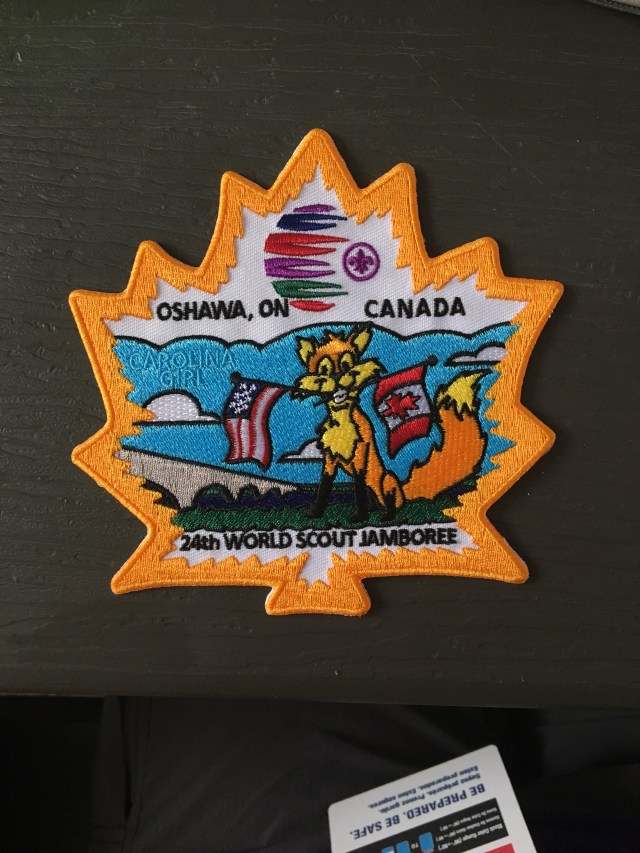 OSHAWA, ON CANADA
CAROLINA
GIRL
24th WORLD SCOUT JAMBOREE
BE PREPARED. BE SAFE.